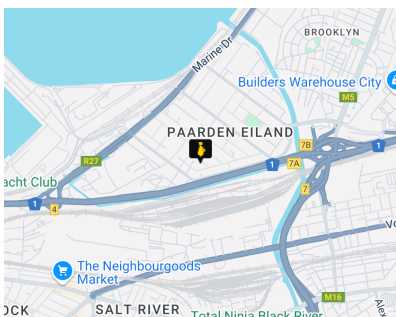 BROOKLYN
Marine Dr
Builders Warehouse City
M5
PAARDEN EILAND
7B
1
R27
1
7A
acht Club
7
1
4
The Neighbourgoods
Market
M16
OCK
SALT RIVER
Total Ninja Black River
Alex